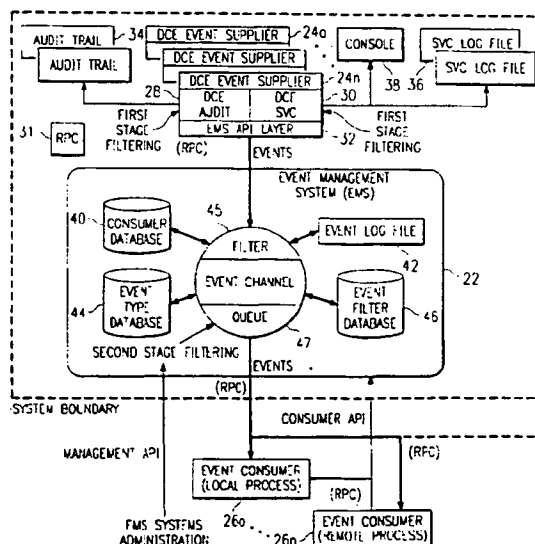 AUDIT TRAIL
34
AUDIT TRAIL
DCE EVENT SUPPLIER
24a
DCE EVENT SUPPLIER
DCE EVENT SUPPLIER
24n
CONSOLE
38
36
SVC LOG FILE
SVC LOG FILE
28
DCE
AUDIT
DCE
SVC
30
EMS API LAYER
32
31
RPC
FIRST
STAGE
FILTERING
FIRST
STAGE
FILTERING
(RPC)
EVENTS
EVENT MANAGEMENT
SYSTEM (EMS)
40
CONSUMER
DATABASE
45
FILTER
EVENT CHANNEL
QUEUE
47
EVENT LOG FILE
42
22
44
EVENT
TYPE
DATABASE
EVENT
FILTER
DATABASE
46
SECOND STAGE FILTERING
EVENTS
(RPC)
SYSTEM BOUNDARY
CONSUMER API
MANAGEMENT API
(RPC)
EVENT CONSUMER
(LOCAL PROCESS)
(RPC)
26a
EMS SYSTEMS
ADMINISTRATION
26n
EVENT CONSUMER
(REMOTE PROCESS)